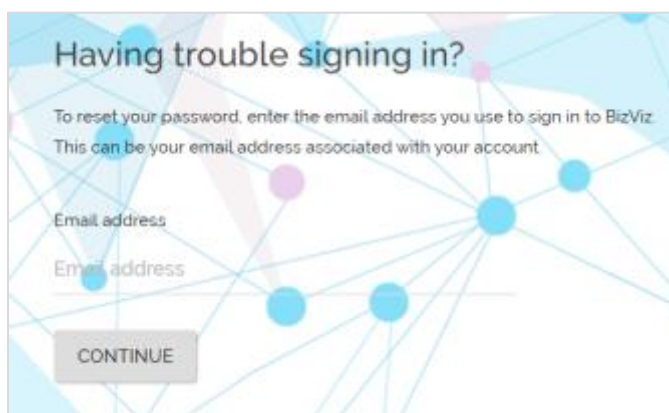 Having trouble signing in?
To reset your password, enter the email address you use to sign in to BizViz.
This can be your email address associated with your account
Email address
Email address
CONTINUE